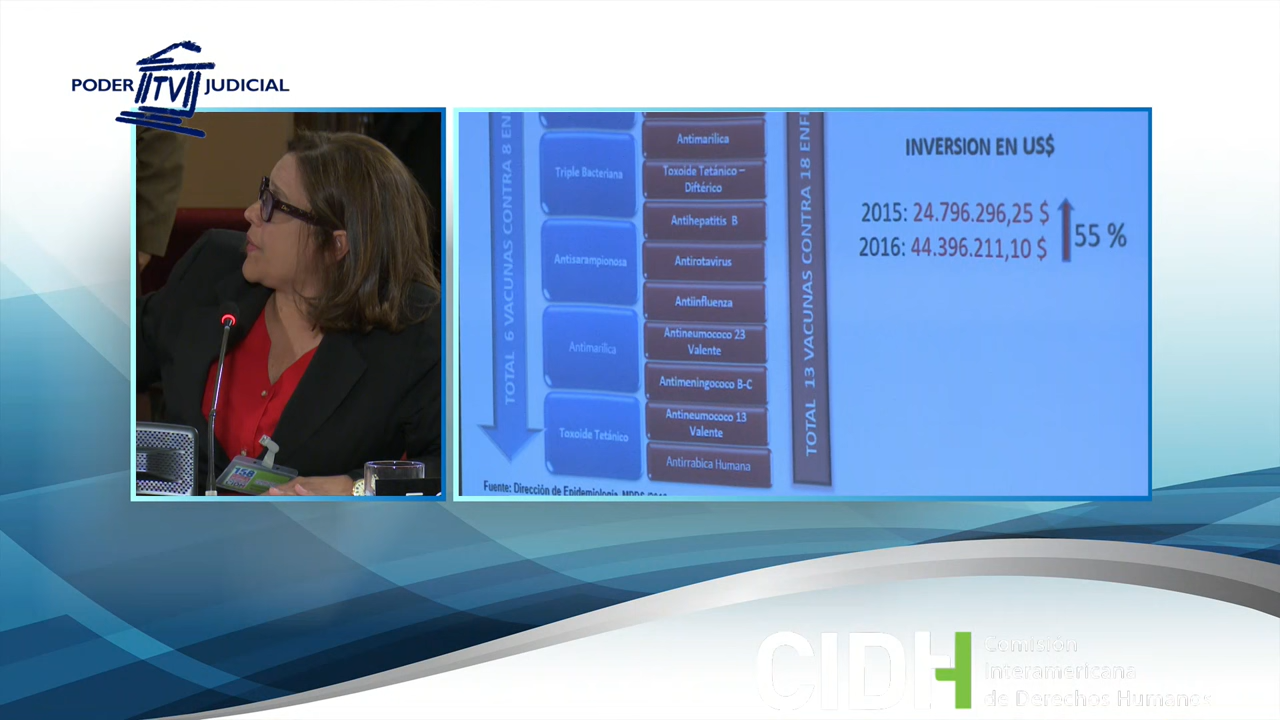 PODER TV JUDICIAL
TOTAL 6 VACUNAS CONTRA 8 EN
Triple Bacteriana
Antisarampionosa
Antimarílica
Toxoide Tetánico
Antimarílica
Toxoide Tetánico –
Diftérico
Antihepatitis B
Antirotavirus
Antiinfluenza
Antineumococo 23
Valente
Antimeningococo B-C
Antineumococo 13
Valente
Antirrabica Humana
TOTAL 13 VACUNAS CONTRA 18 ENF
INVERSION EN US$
2015: 24.796.296,25 $
2016: 44.396.211,10 $
55 %
Fuente: Dirección de Epidemiología
CIDH
Comisión
Interamericana
de Derechos Humanos